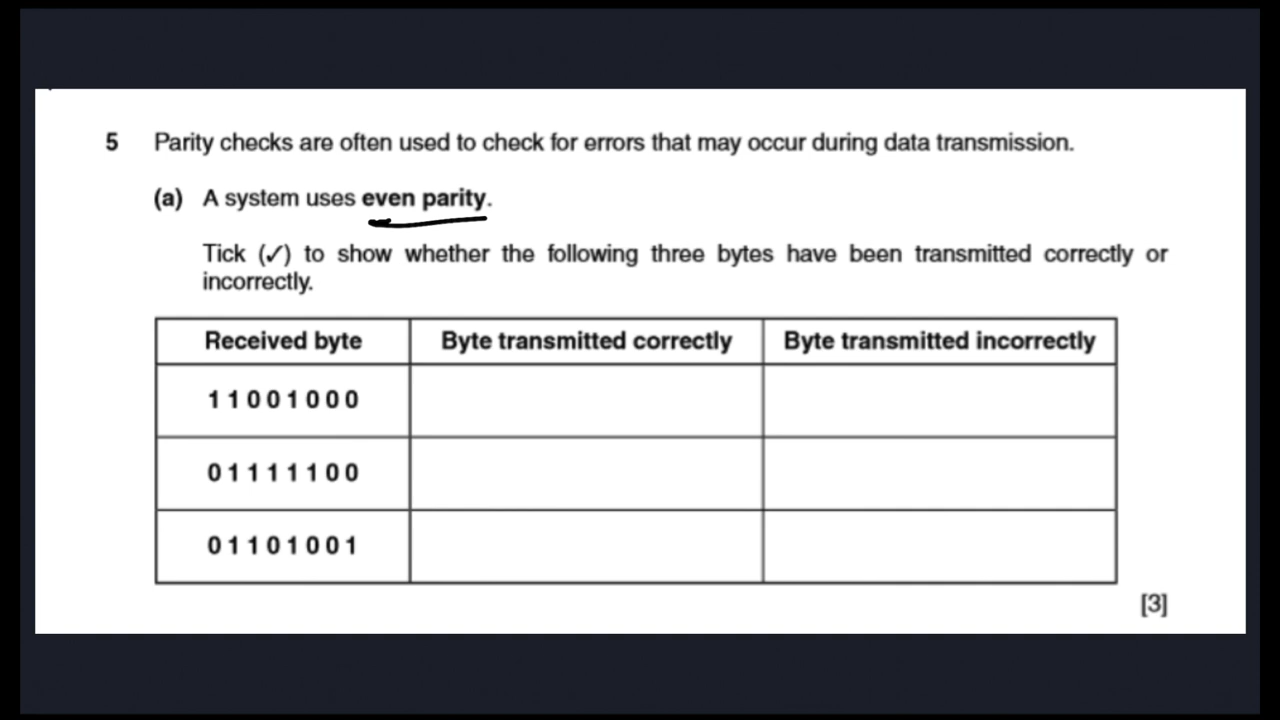 5 Parity checks are often used to check for errors that may occur during data transmission.
(a) A system uses even parity.
Tick (✓) to show whether the following three bytes have been transmitted correctly or
incorrectly.
Received byte Byte transmitted correctly Byte transmitted incorrectly
1 1 0 0 1 0 0 0
0 1 1 1 1 1 0 0
0 1 1 0 1 0 0 1
[3]